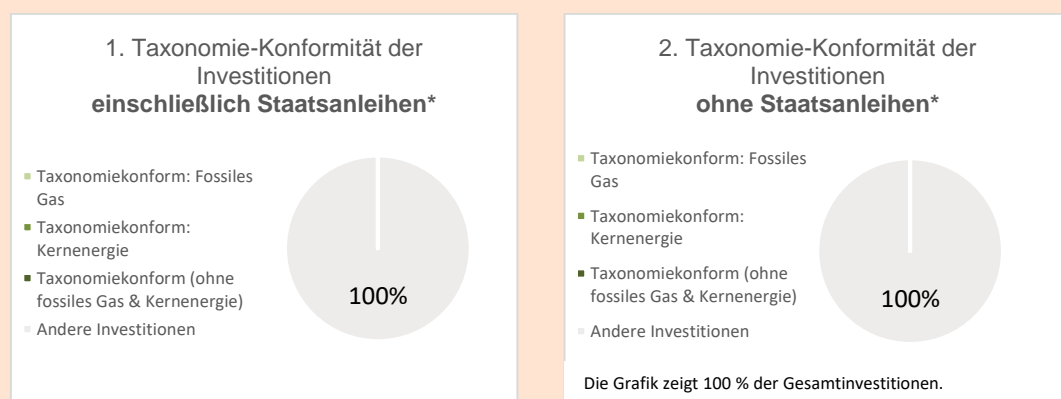 1. Taxonomie-Konformität der
Investitionen
einschließlich Staatsanleihen*
Taxonomiekonform: Fossiles
Gas
Taxonomiekonform:
Kernenergie
Taxonomiekonform (ohne
fossiles Gas & Kernenergie)
Andere Investitionen
100%
2. Taxonomie-Konformität der
Investitionen
ohne Staatsanleihen*
Taxonomiekonform: Fossiles
Gas
Taxonomiekonform:
Kernenergie
Taxonomiekonform (ohne
fossiles Gas & Kernenergie)
Andere Investitionen
100%
Die Grafik zeigt 100 % der Gesamtinvestitionen.